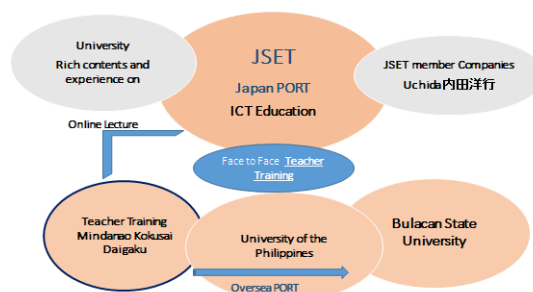 University
Rich contents and
experience on
JSET
Japan PORT
ICT Education
JSET member Companies
Uchida内田洋行
Online Lecture
Face to Face Teacher
Training
Teacher Training
Mindanao Kokusai
Daigaku
University of the
Philippines
Bulacan State
University
Oversea PORT